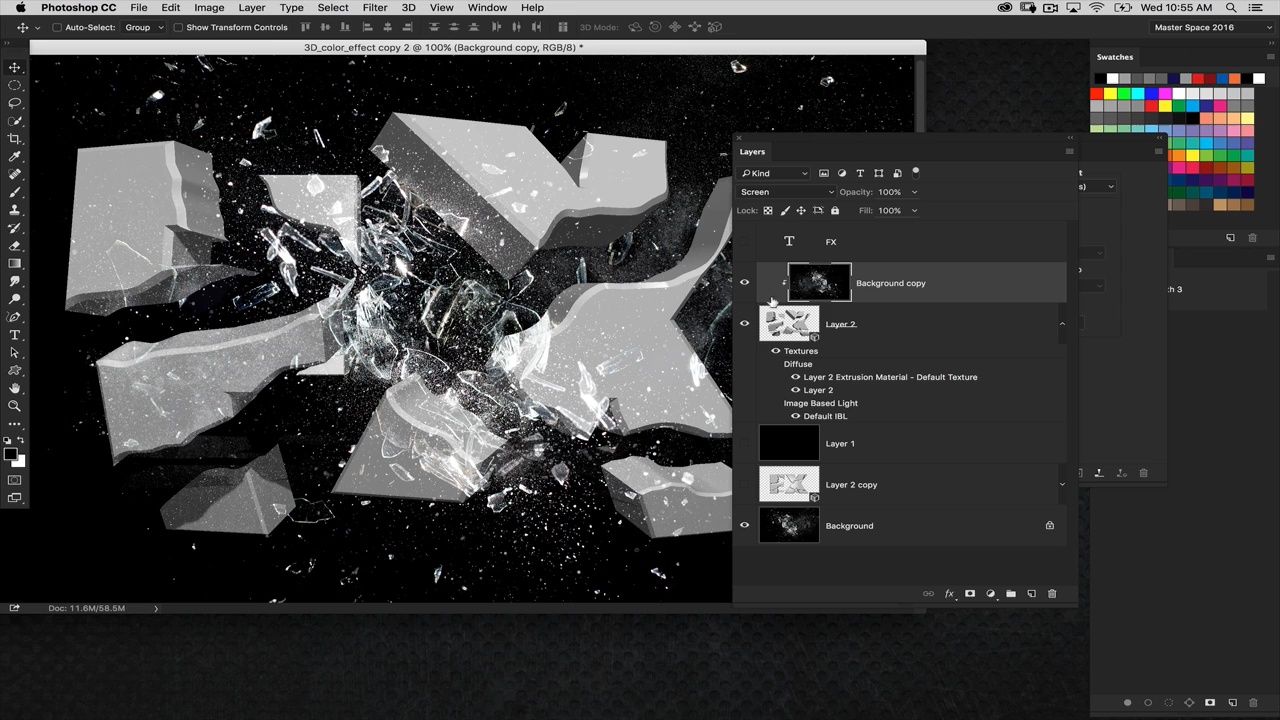 Photoshop CC File Edit Image Layer Type Select Filter 3D View Window Help Wed 10:55 AM
Auto-Select: Group Show Transform Controls 3D Mode: Master Space 2016
3D_color_effect copy 2 @ 100% (Background copy, RGB/8) *
Swatches
Layers
Kind
Screen Opacity: 100%
Lock: Fill: 100%
FX
Background copy
Layer 2
Textures
Diffuse
Layer 2 Extrusion Material - Default Texture
Layer 2
Image Based Light
Default IBL
Layer 1
Layer 2 copy
Background
fx
Doc: 11.6M/58.5M